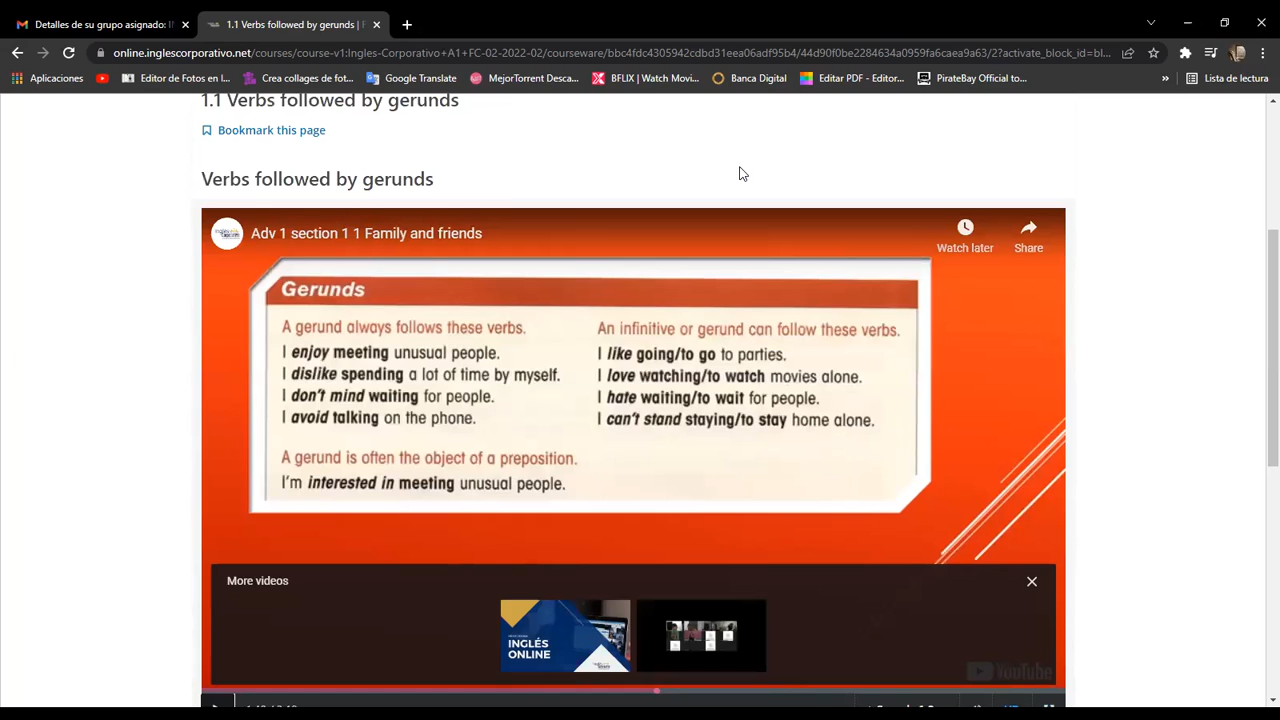 Detalles de su grupo asignado: I
1.1 Verbs followed by gerunds |
online.inglescorporativo.net/courses/course-v1:Ingles-Corporativo+A1+FC-02-2022-02/courseware/bbc4fdc4305942cdbd31eea06adf95b4/44d90f0be2284634a0959fa6caea9a63/2?activate_block_id=bl...
Aplicaciones
Editor de Fotos en l...
Crea collages de fot...
Google Translate
MejorTorrent Desca...
BFLIX | Watch Movi...
Banca Digital
Editar PDF - Editor...
PirateBay Official to...
»
Lista de lectura
1.1 Verbs followed by gerunds
Bookmark this page
Verbs followed by gerunds
Adv 1 section 1 1 Family and friends
Watch later
Share
Gerunds
A gerund always follows these verbs.
I enjoy meeting unusual people.
I dislike spending a lot of time by myself.
I don't mind waiting for people.
I avoid talking on the phone.
A gerund is often the object of a preposition.
I'm interested in meeting unusual people.
An infinitive or gerund can follow these verbs.
I like going/to go to parties.
I love watching/to watch movies alone.
I hate waiting/to wait for people.
I can't stand staying/to stay home alone.
More videos
INGLÉS
ONLINE
YouTube